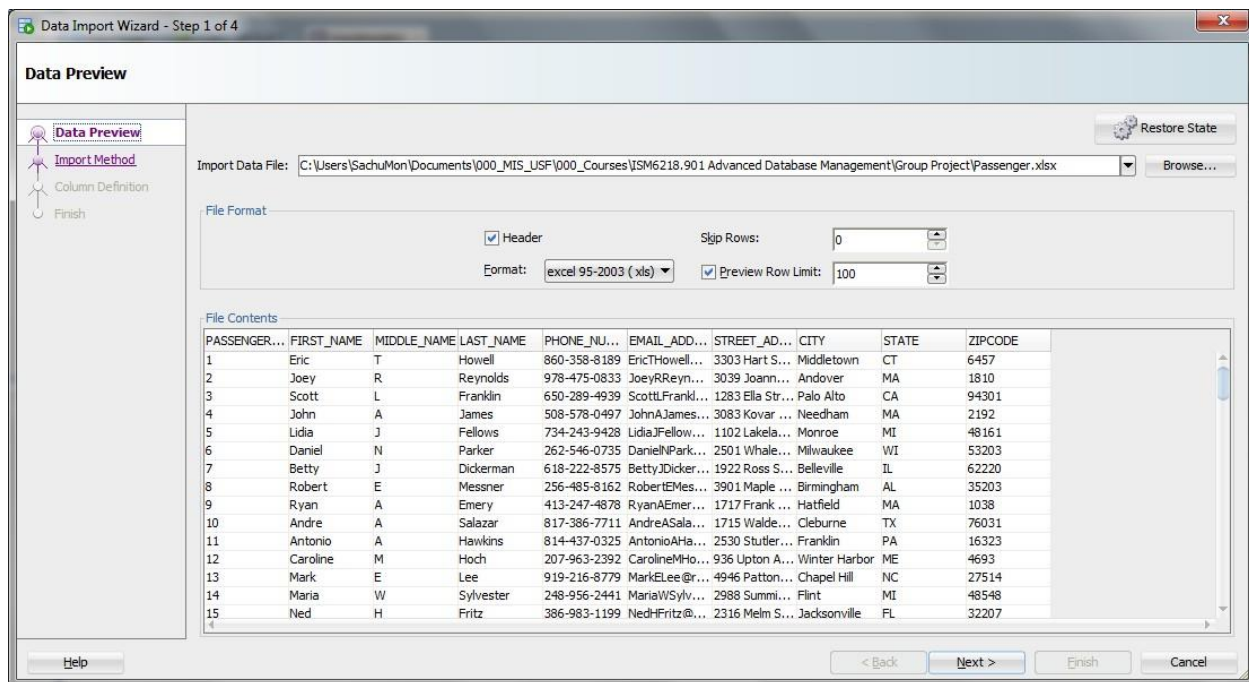 Data Import Wizard - Step 1 of 4
Data Preview
Data Preview
Import Method
Column Definition
Finish
Restore State
Import Data File: C:\Users\SachuMon\Documents\000_MIS_USF\000_Courses\ISM6218.901 Advanced Database Management\Group Project\Passenger.xlsx Browse...
File Format
Header Skip Rows: 0
Format: excel 95-2003 ( xls) Preview Row Limit: 100
File Contents
PASSENGER... FIRST_NAME MIDDLE_NAME LAST_NAME PHONE_NU... EMAIL_ADD... STREET_AD... CITY STATE ZIPCODE
1 Eric T Howell 860-358-8189 EricTHowell... 3303 Hart S... Middletown CT 6457
2 Joey R Reynolds 978-475-0833 JoeyRReyn... 3039 Joann... Andover MA 1810
3 Scott L Franklin 650-289-4939 ScottLFrankl... 1283 Ella Str... Palo Alto CA 94301
4 John A James 508-578-0497 JohnAJames... 3083 Kovar ... Needham MA 2192
5 Lidia J Fellows 734-243-9428 LidiaJFellow... 1102 Lakela... Monroe MI 48161
6 Daniel N Parker 262-546-0735 DanielNPark... 2501 Whale... Milwaukee WI 53203
7 Betty J Dickerman 618-222-8575 BettyJDicker... 1922 Ross S... Belleville IL 62220
8 Robert E Messner 256-485-8162 RobertEMes... 3901 Maple ... Birmingham AL 35203
9 Ryan A Emery 413-247-4878 RyanAEmer... 1717 Frank ... Hatfield MA 1038
10 Andre A Salazar 817-386-7711 AndreASala... 1715 Walde... Cleburne TX 76031
11 Antonio A Hawkins 814-437-0325 AntonioAHa... 2530 Stutler... Franklin PA 16323
12 Caroline M Hoch 207-963-2392 CarolineMHo... 936 Upton A... Winter Harbor ME 4693
13 Mark E Lee 919-216-8779 MarkELee@r... 4946 Patton... Chapel Hill NC 27514
14 Maria W Sylvester 248-956-2441 MariaWSylv... 2988 Summi... Flint MI 48548
15 Ned H Fritz 386-983-1199 NedHFritz@... 2316 Melm S... Jacksonville FL 32207
Help < Back Next > Finish Cancel